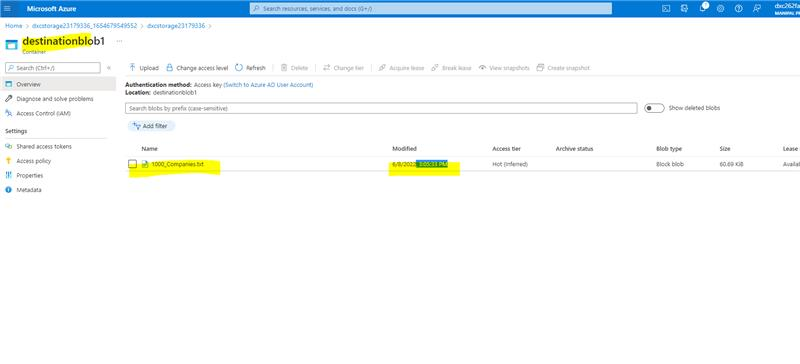 Microsoft Azure
Search resources, services, and docs (G+/)
dxc262fa
MANIPAL P
Home > dxcstorage23179336_1654679549552 > dxcstorage23179336 >
destinationblob1 ...
Container
Search (Ctrl+/)
Overview
Diagnose and solve problems
Access Control (IAM)
Settings
Shared access tokens
Access policy
Properties
Metadata
Upload Change access level Refresh Delete Change tier Acquire lease Break lease View snapshots Create snapshot
Authentication method: Access key (Switch to Azure AD User Account)
Location: destinationblob1
Search blobs by prefix (case-sensitive)
Show deleted blobs
Add filter
Name Modified Access tier Archive status Blob type Size Lease
1000_Companies.txt 6/8/2022, PM Hot (Inferred) Block blob 60.69 KiB Availa